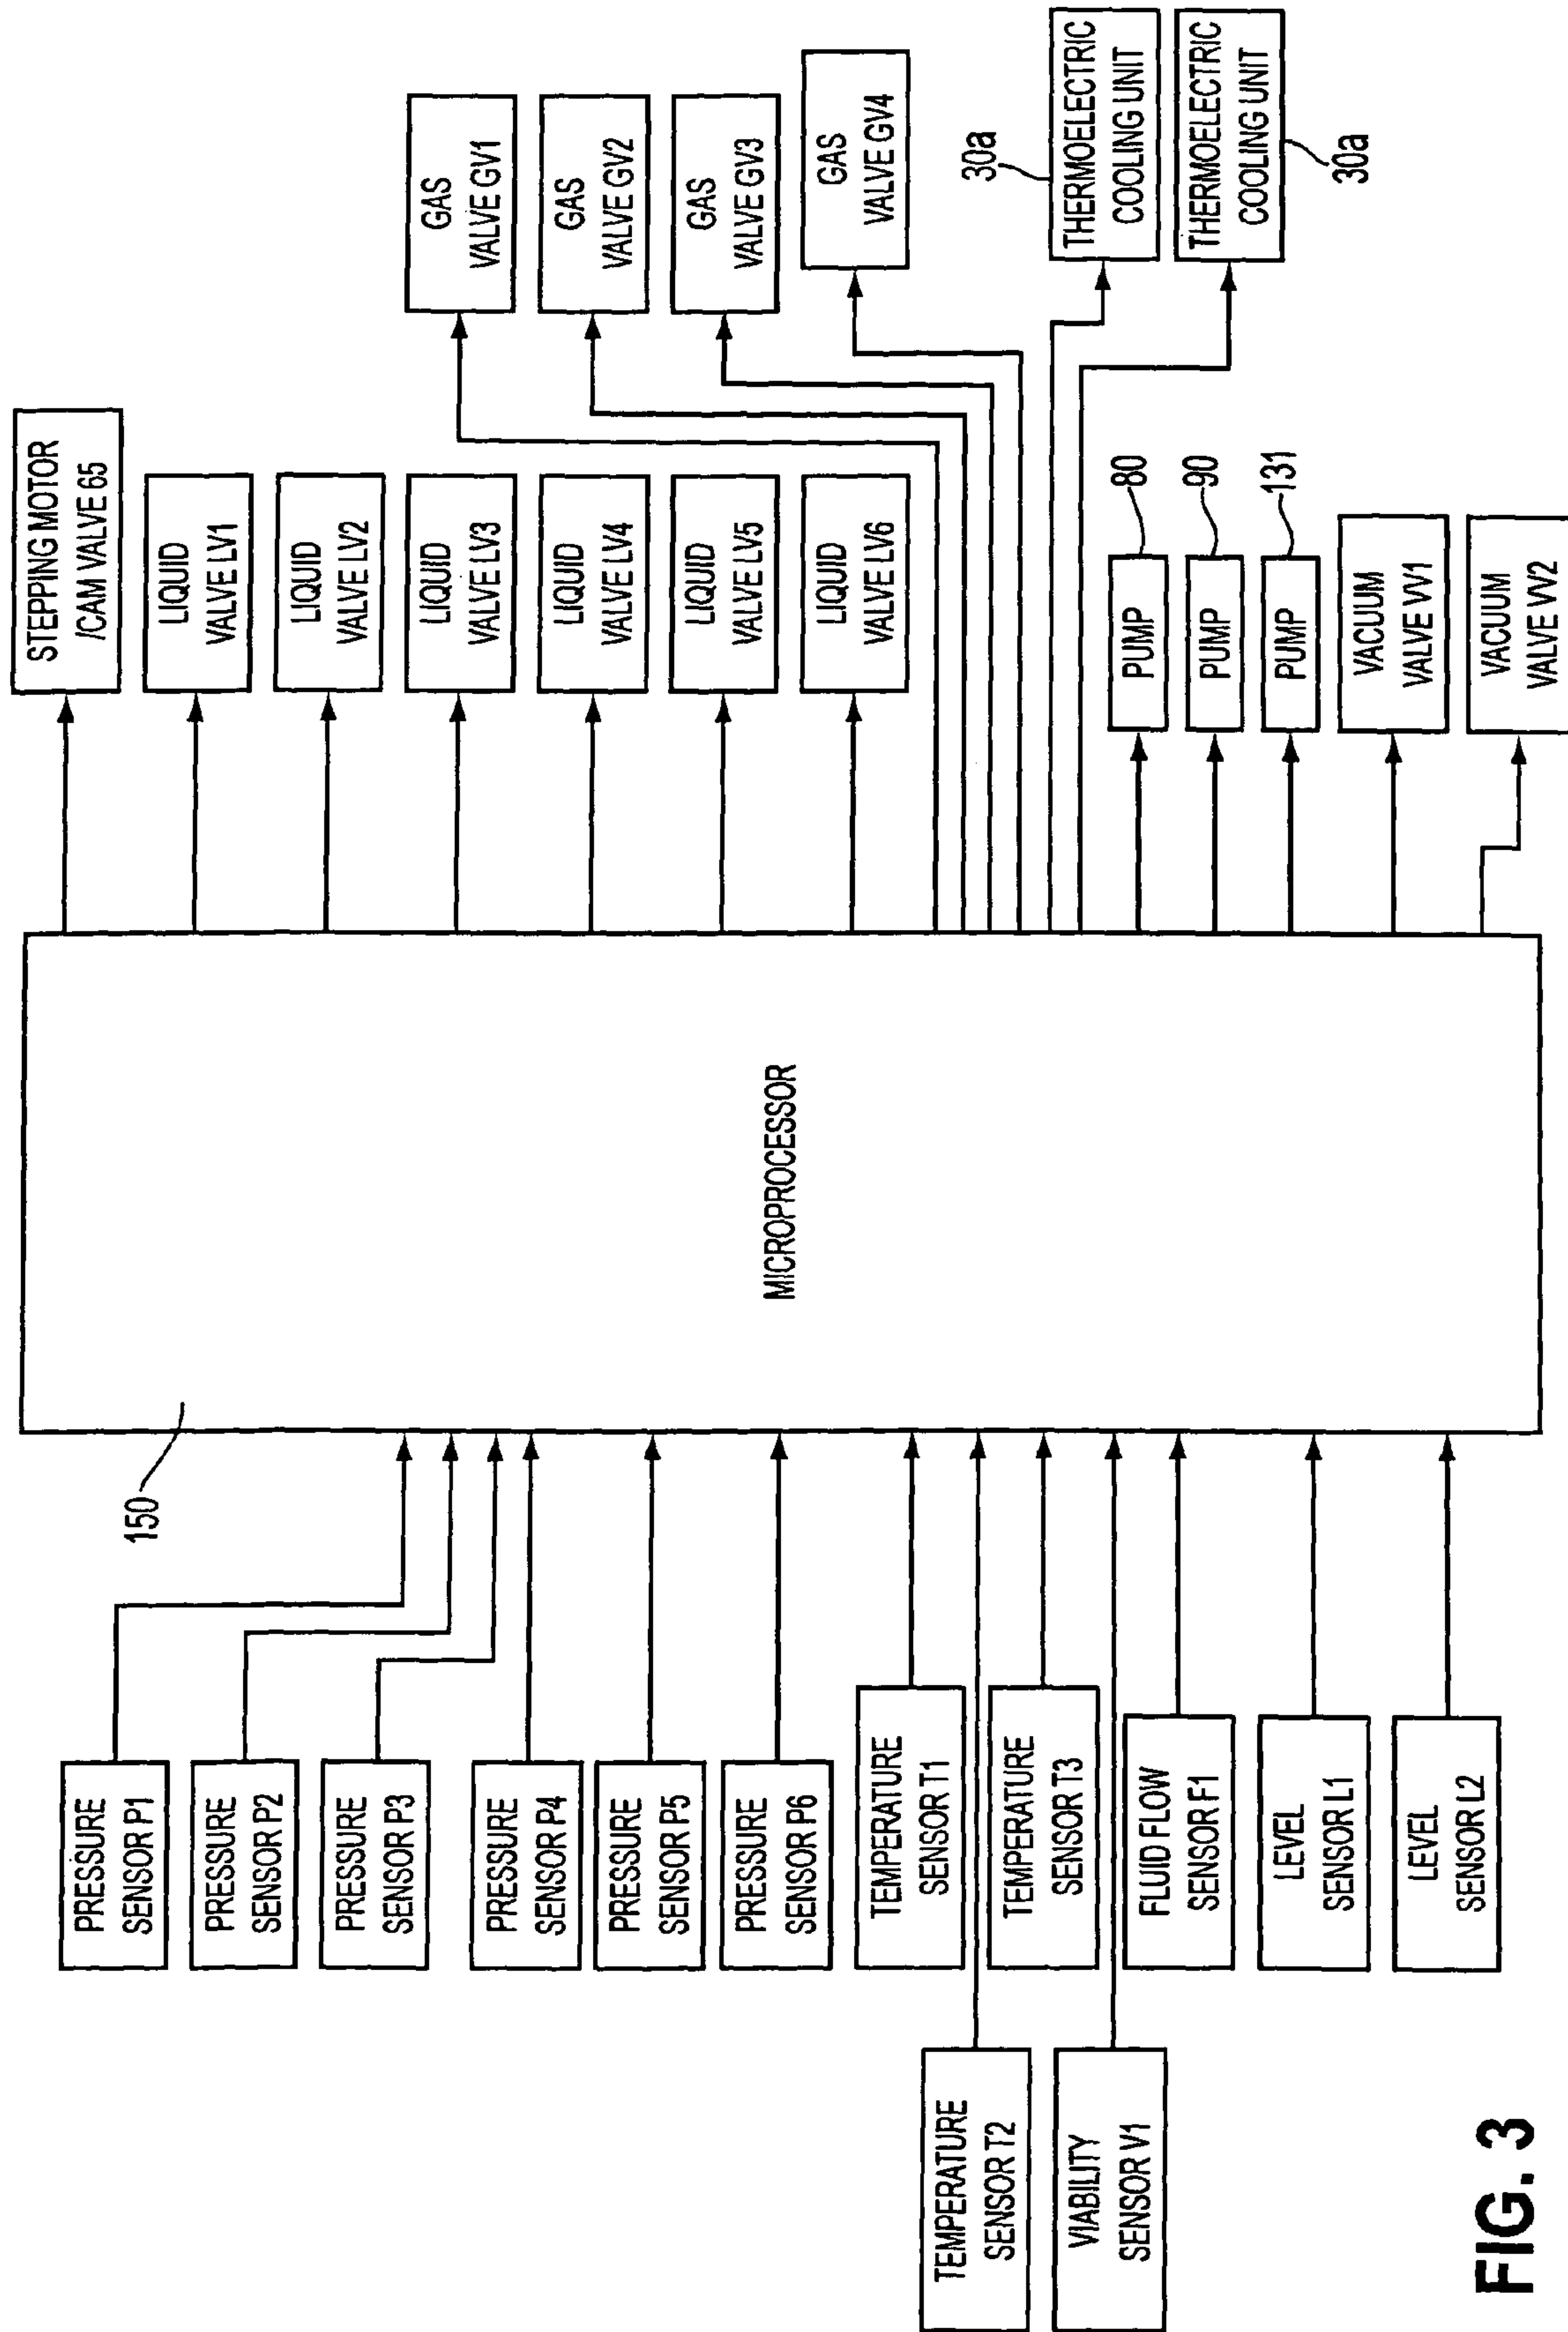 STEPPING MOTOR
/CAM VALVE 65
LIQUID
VALVE LV1
LIQUID
VALVE LV2
LIQUID
VALVE LV3
LIQUID
VALVE LV4
LIQUID
VALVE LV5
LIQUID
VALVE LV6
GAS
VALVE GV1
GAS
VALVE GV2
GAS
VALVE GV3
GAS
VALVE GV4
30a
THERMOELECTRIC
COOLING UNIT
THERMOELECTRIC
COOLING UNIT
30a
PUMP
80
PUMP
90
PUMP
131
VACUUM
VALVE VV1
VACUUM
VALVE VV2
MICROPROCESSOR
150
PRESSURE
SENSOR P1
PRESSURE
SENSOR P2
PRESSURE
SENSOR P3
PRESSURE
SENSOR P4
PRESSURE
SENSOR P5
PRESSURE
SENSOR P6
TEMPERATURE
SENSOR T1
TEMPERATURE
SENSOR T2
TEMPERATURE
SENSOR T3
VIABILITY
SENSOR V1
FLUID FLOW
SENSOR F1
LEVEL
SENSOR L1
LEVEL
SENSOR L2
FIG. 3